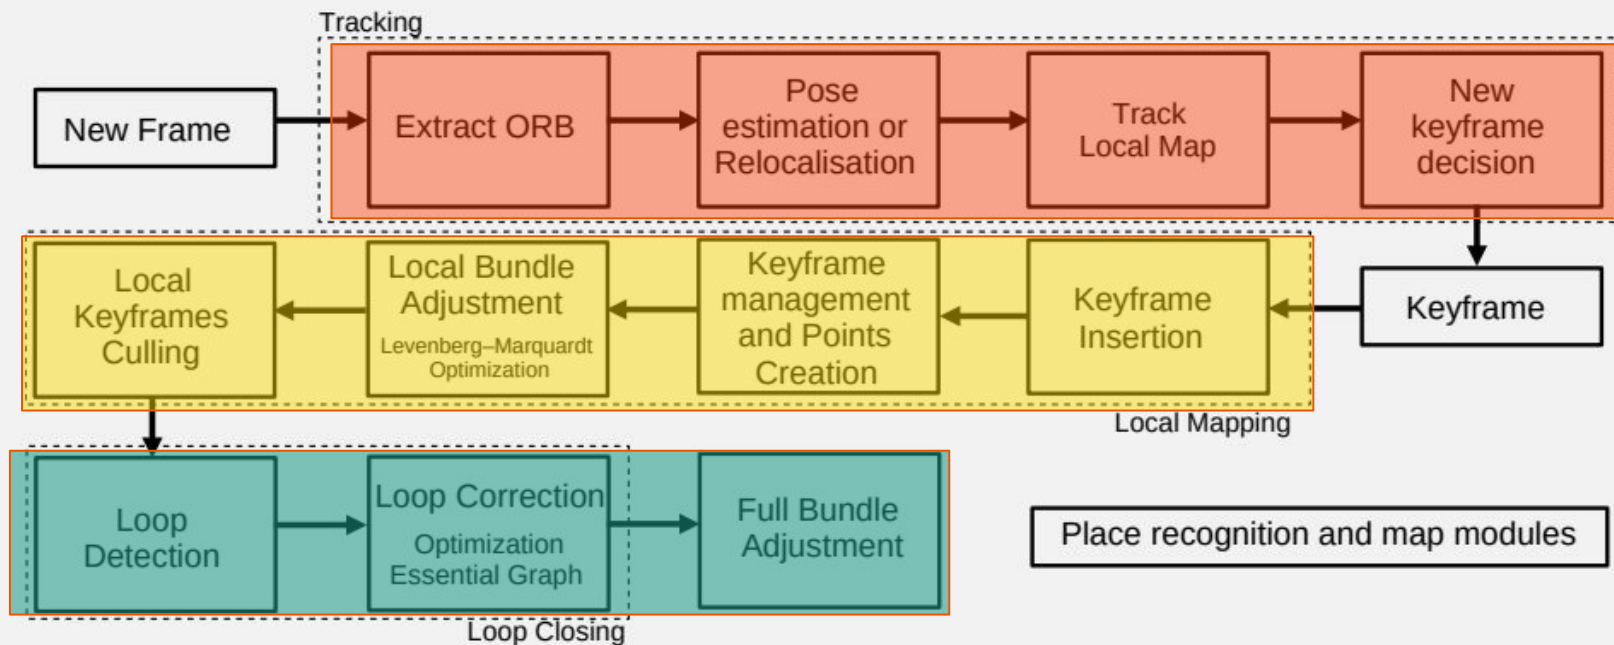 Tracking
New Frame
Extract ORB
Pose
estimation or
Relocalisation
Track
Local Map
New
keyframe
decision
Local
Keyframes
Culling
Local Bundle
Adjustment
Levenberg–Marquardt
Optimization
Keyframe
management
and Points
Creation
Keyframe
Insertion
Keyframe
Local Mapping
Loop
Detection
Loop Correction
Optimization
Essential Graph
Full Bundle
Adjustment
Place recognition and map modules
Loop Closing